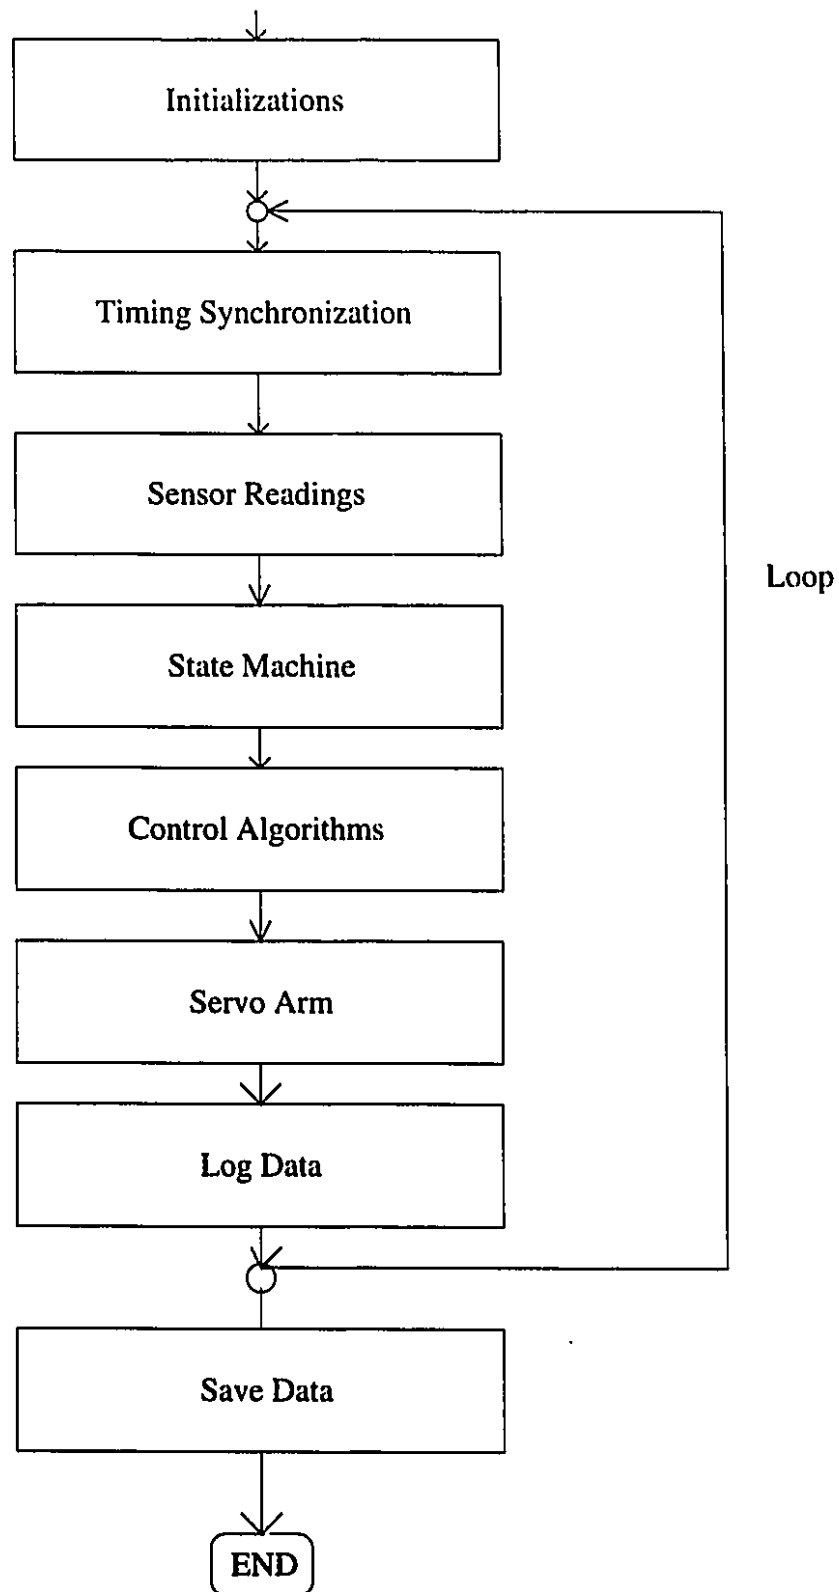 Initializations
Timing Synchronization
Sensor Readings
Loop
State Machine
Control Algorithms
Servo Arm
Log Data
Save Data
END